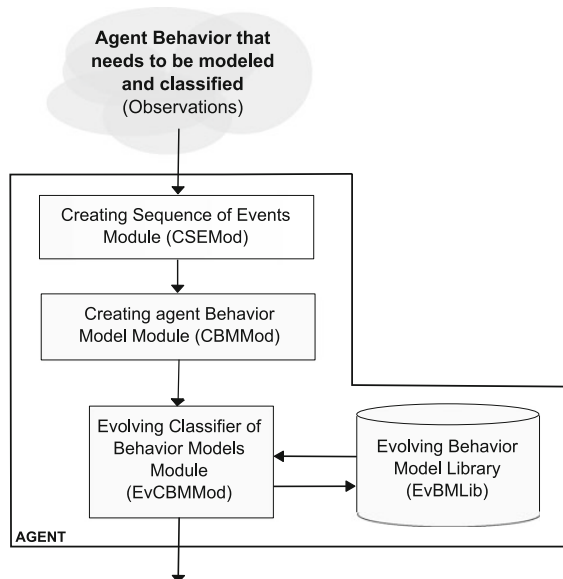 Agent Behavior that
needs to be modeled
and classified
(Observations)
Creating Sequence of Events
Module (CSEMod)
Creating agent Behavior
Model Module (CBMMod)
Evolving Classifier of
Behavior Models
Module
(EvCBMMod)
Evolving Behavior
Model Library
(EvBMLib)
AGENT